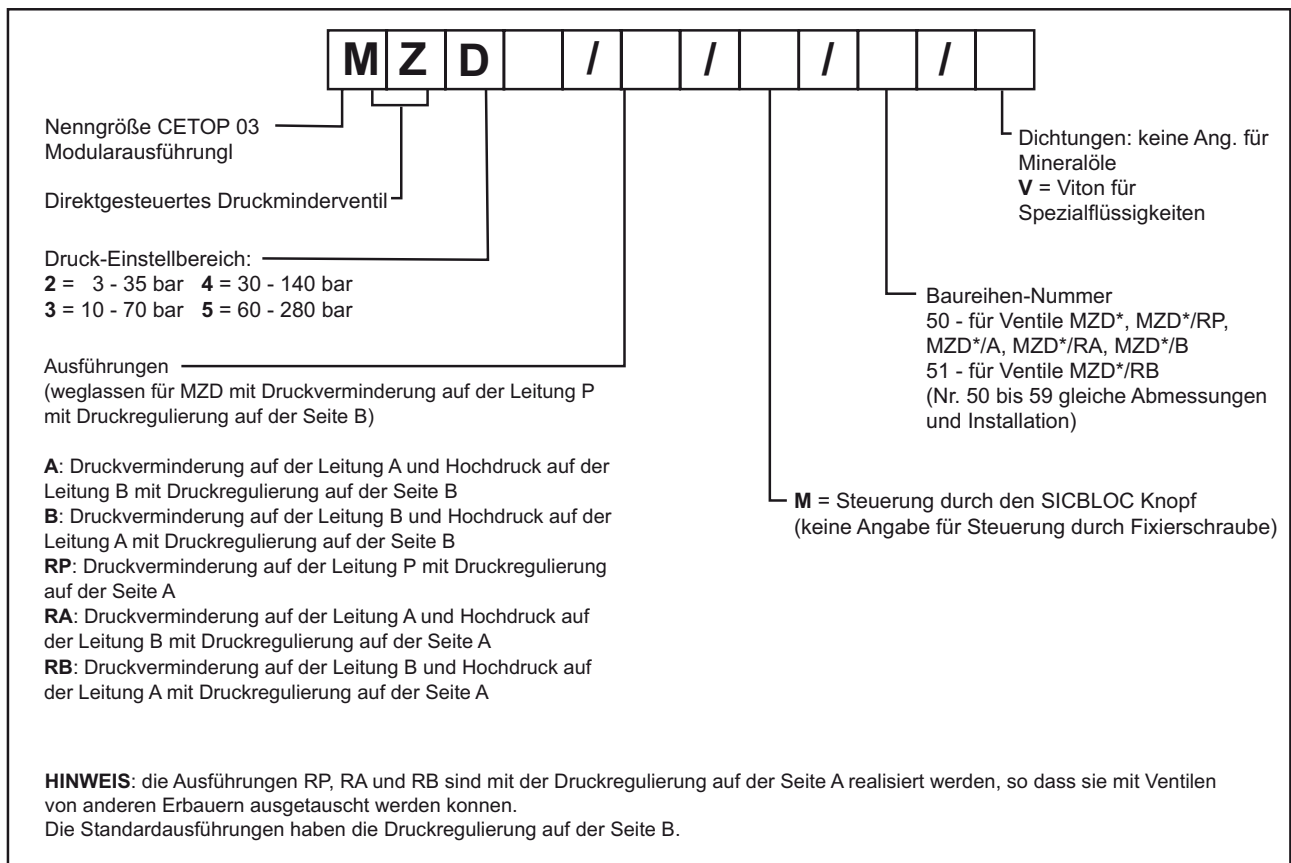 M Z D / / / /
Nenngröße CETOP 03
Modularausführungl
Direktgesteuertes Druckminderventil
Druck-Einstellbereich:
2 = 3 - 35 bar 4 = 30 - 140 bar
3 = 10 - 70 bar 5 = 60 - 280 bar
Ausführungen
(weglassen für MZD mit Druckverminderung auf der Leitung P
mit Druckregulierung auf der Seite B)
A: Druckverminderung auf der Leitung A und Hochdruck auf der
Leitung B mit Druckregulierung auf der Seite B
B: Druckverminderung auf der Leitung B und Hochdruck auf der
Leitung A mit Druckregulierung auf der Seite B
RP: Druckverminderung auf der Leitung P mit Druckregulierung
auf der Seite A
RA: Druckverminderung auf der Leitung A und Hochdruck auf
der Leitung B mit Druckregulierung auf der Seite A
RB: Druckverminderung auf der Leitung B und Hochdruck auf
der Leitung A mit Druckregulierung auf der Seite A
Dichtungen: keine Ang. für
Mineralöle
V = Viton für
Spezialflüssigkeiten
Baureihen-Nummer
50 - für Ventile MZD*, MZD*/RP,
MZD*/A, MZD*/RA, MZD*/B
51 - für Ventile MZD*/RB
(Nr. 50 bis 59 gleiche Abmessungen
und Installation)
M = Steuerung durch den SICBLOC Knopf
(keine Angabe für Steuerung durch Fixierschraube)
HINWEIS: die Ausführungen RP, RA und RB sind mit der Druckregulierung auf der Seite A realisiert werden, so dass sie mit Ventilen
von anderen Erbauern ausgetauscht werden konnen.
Die Standardausführungen haben die Druckregulierung auf der Seite B.